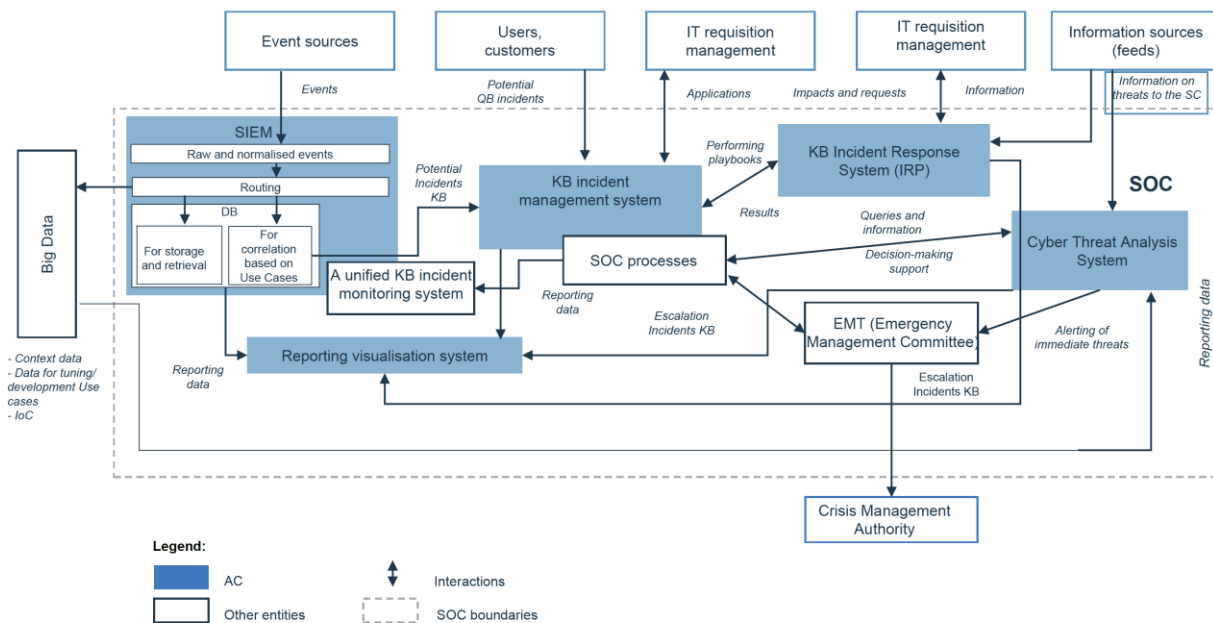 Event sources
Users,
customers
IT requisition
management
IT requisition
management
Information sources
(feeds)
Events
Potential
QB incidents
Applications
Impacts and requests
Information
Information on
threats to the SC
SIEM
Raw and normalised events
Routing
DB
For storage
and retrieval
For
correlation
based on
Use Cases
Big Data
Potential
Incidents
KB
KB incident
management system
Performing
playbooks
Results
KB Incident Response
System (IRP)
SOC
Queries and
information
Decision-making
support
Cyber Threat Analysis
System
SOC processes
A unified KB incident
monitoring system
Reporting
data
Escalation
Incidents KB
EMT (Emergency
Management Committee)
Alerting of
immediate threats
Reporting data
Reporting visualisation system
Reporting
data
Escalation
Incidents KB
- Context data
- Data for tuning/
development Use
cases
- IoC
Crisis Management
Authority
Legend:
AC
Interactions
Other entities
SOC boundaries